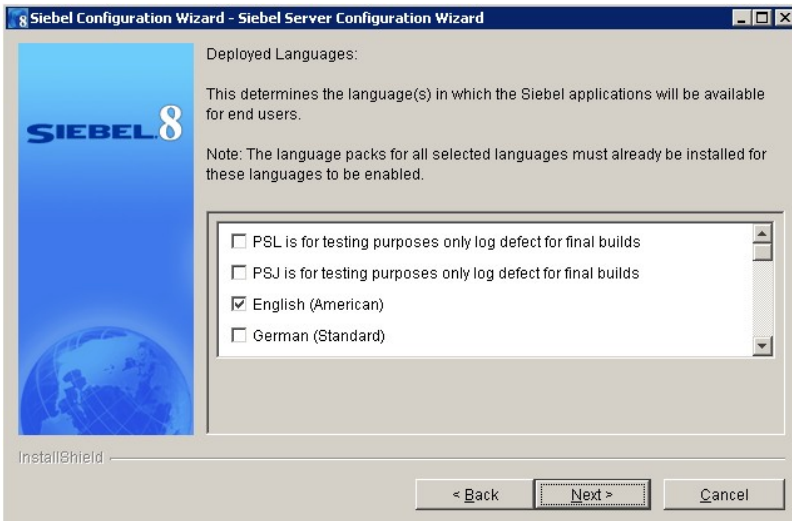 Siebel Configuration Wizard - Siebel Server Configuration Wizard
Deployed Languages:
This determines the language(s) in which the Siebel applications will be available
for end users.
SIEBEL.8
Note: The language packs for all selected languages must already be installed for
these languages to be enabled.
PSL is for testing purposes only log defect for final builds
PSJ is for testing purposes only log defect for final builds
English (American)
German (Standard)
InstallShield
< Back
Next >
Cancel